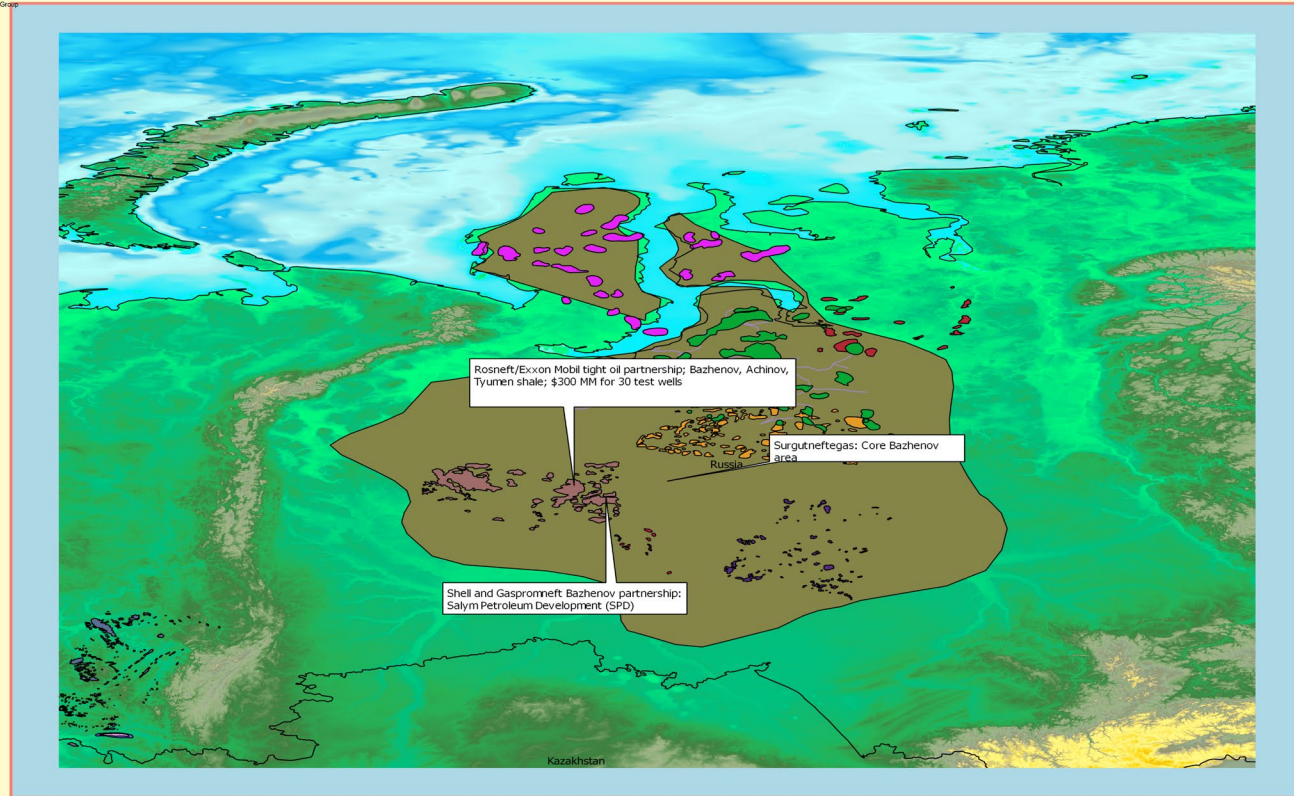 Group
Rosneft/Exxon Mobil tight oil partnership; Bazhenov, Achinov,
Tyumen shale; $300 MM for 30 test wells
Surgutneftegas: Core Bazhenov
area
Russia
Shell and Gaspromneft Bazhenov partnership:
Salym Petroleum Development (SPD)
Kazakhstan